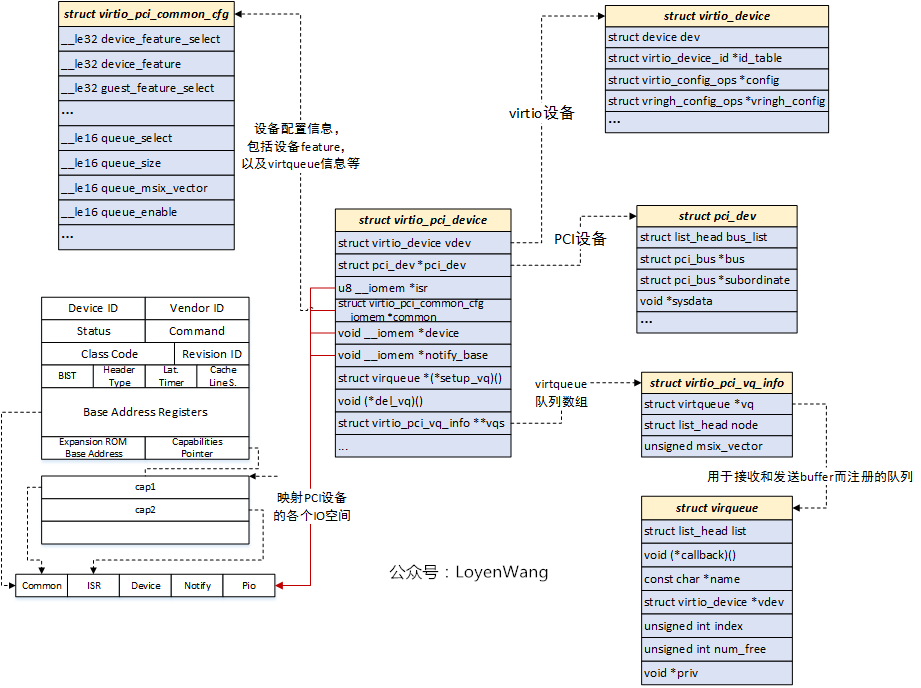 struct virtio_pci_common_cfg
__le32 device_feature_select
__le32 device_feature
__le32 guest_feature_select
...
__le16 queue_select
__le16 queue_size
__le16 queue_msix_vector
__le16 queue_enable
...
设备配置信息，
包括设备feature，
以及virtqueue信息等
struct virtio_device
struct device dev
struct virtio_device_id *id_table
struct virtio_config_ops *config
struct vringh_config_ops *vringh_config
...
virtio设备
struct virtio_pci_device
struct virtio_device vdev
struct pci_dev *pci_dev
u8 __iomem *isr
struct virtio_pci_common_cfg
__iomem *common
void __iomem *device
void __iomem *notify_base
struct virqueue *(*setup_vq)()
void (*del_vq)()
struct virtio_pci_vq_info **vqs
...
PCI设备
struct pci_dev
struct list_head bus_list
struct pci_bus *bus
struct pci_bus *subordinate
void *sysdata
...
Device ID
Vendor ID
Status
Command
Class Code
Revision ID
BIST
Header
Type
Lat.
Timer
Cache
Line S.
Base Address Registers
Expansion ROM
Base Address
Capabilities
Pointer
cap1
cap2
Common
ISR
Device
Notify
Pio
映射PCI设备
的各个IO空间
virtqueue
队列数组
struct virtio_pci_vq_info
struct virtqueue *vq
struct list_head node
unsigned msix_vector
用于接收和发送buffer而注册的队列
struct virqueue
struct list_head list
void (*callback)()
const char *name
struct virtio_device *vdev
unsigned int index
unsigned int num_free
void *priv
公众号：LoyenWang